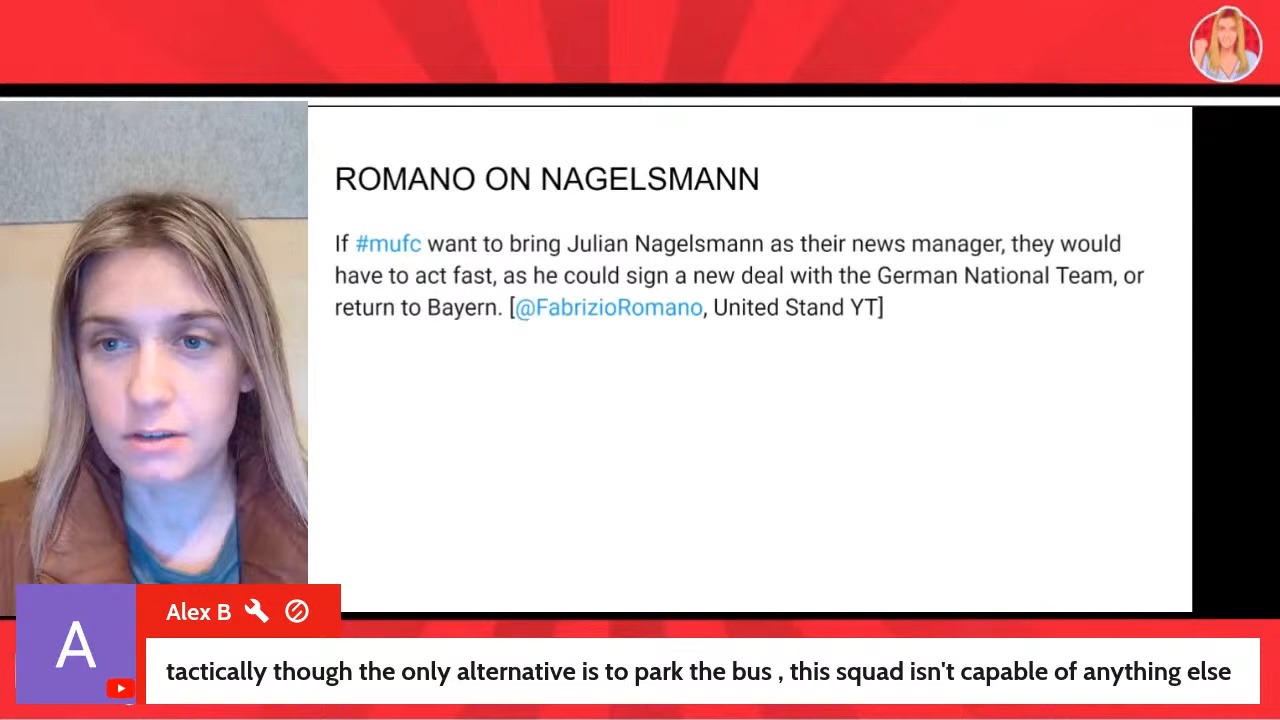 ROMANO ON NAGELSMANN
If #mufc want to bring Julian Nagelsmann as their news manager, they would
have to act fast, as he could sign a new deal with the German National Team, or
return to Bayern. [@FabrizioRomano, United Stand YT]
A
Alex B
tactically though the only alternative is to park the bus , this squad isn't capable of anything else